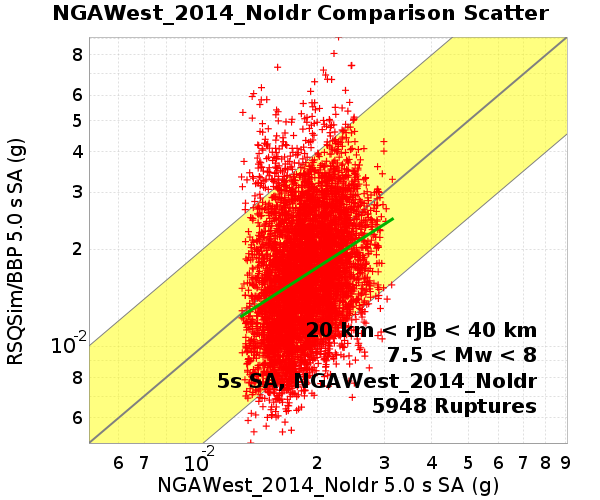 NGAWest_2014_NoIdr Comparison Scatter
RSQSim/BBP 5.0 s SA (g)
8
6
5
4
3
2
10-2
8
6
20 km < rJB < 40 km
7.5 < Mw < 8
5s SA, NGAWest_2014_NoIdr
5948 Ruptures
6 7 10-2 2 3 4 5 6 7 8 9
NGAWest_2014_NoIdr 5.0 s SA (g)